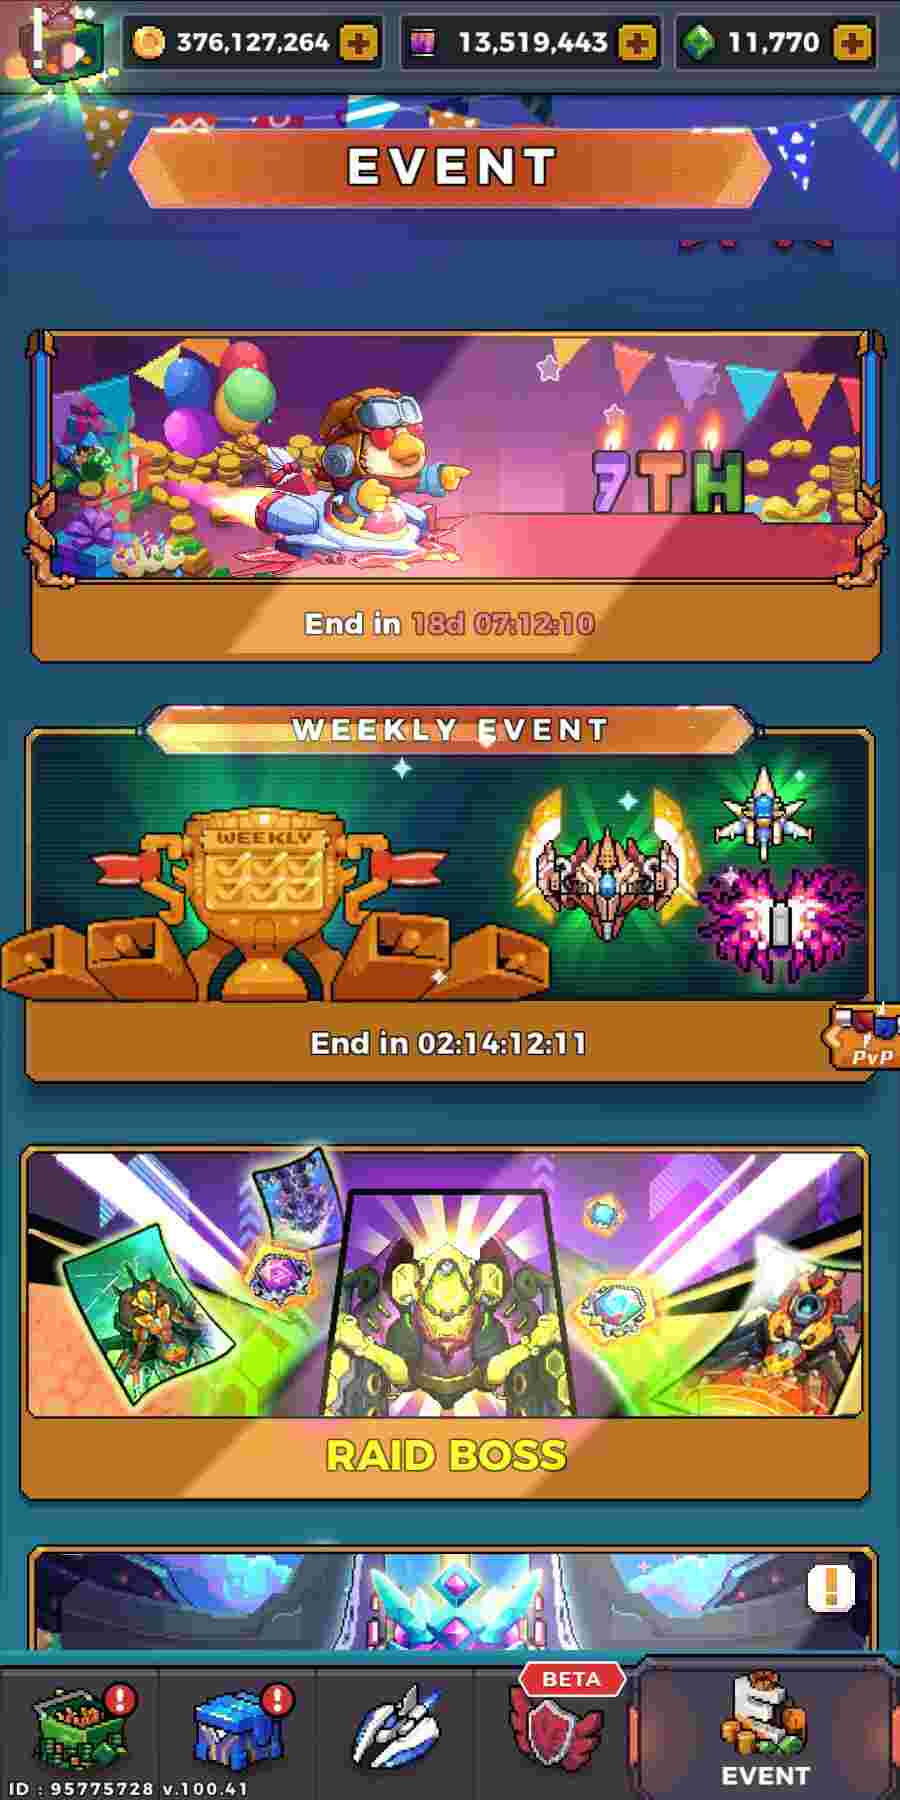 376,127,264
13,519,443
11,770
EVENT
7TH
End in 18d 07:12:10
WEEKLY EVENT
WEEKLY
End in 02:14:12:11
PvP
RAID BOSS
BETA
EVENT
ID : 95775728 v.100.41